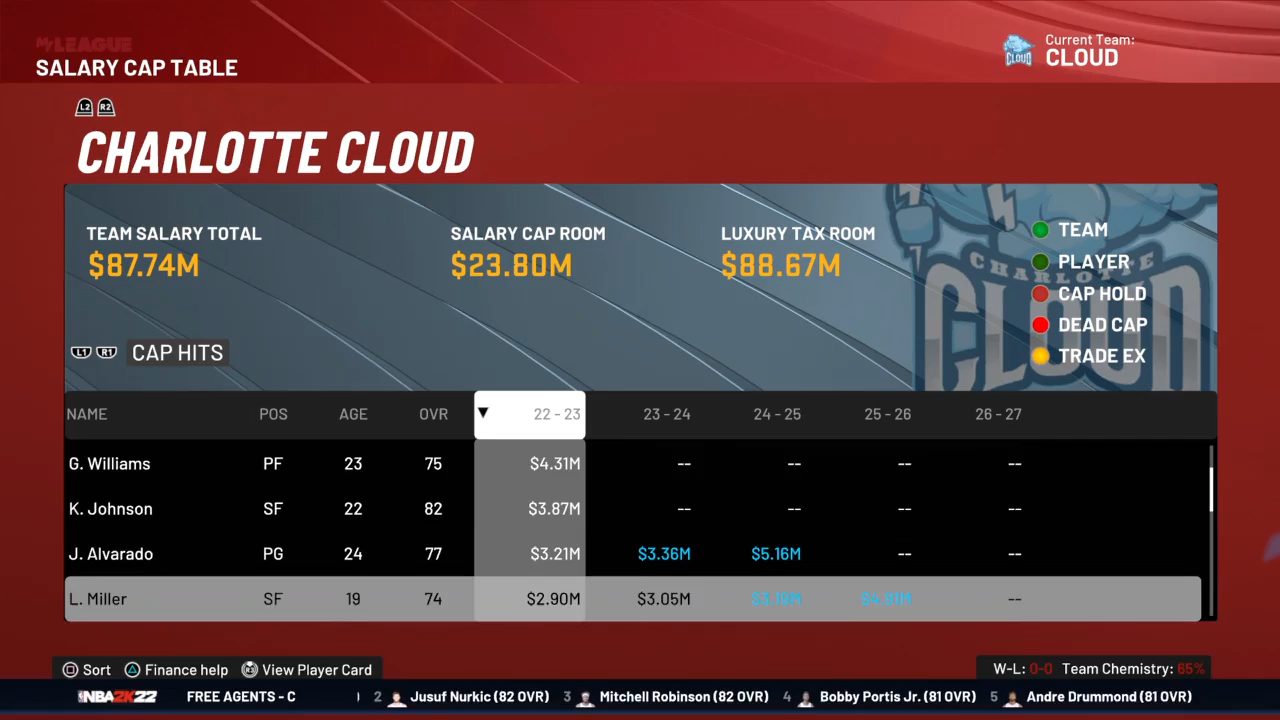 MyLEAGUE
SALARY CAP TABLE
CLOUD
Current Team:
CLOUD
L2 R2
CHARLOTTE CLOUD
TEAM SALARY TOTAL SALARY CAP ROOM LUXURY TAX ROOM
$87.74M $23.80M $88.67M
CHARLOTTE
CLOUD
TEAM
PLAYER
CAP HOLD
DEAD CAP
TRADE EX
L1 R1 CAP HITS
NAME POS AGE OVR ▼ 22 - 23 23 - 24 24 - 25 25 - 26 26 - 27
G. Williams PF 23 75 $4.31M -- -- -- --
K. Johnson SF 22 82 $3.87M -- -- -- --
J. Alvarado PG 24 77 $3.21M $3.36M $5.16M -- --
L. Miller SF 19 74 $2.90M $3.05M --
Sort Finance help R3 View Player Card W-L: 0-0 Team Chemistry: 65%
NBA2K22 FREE AGENTS - C 2 Jusuf Nurkic (82 OVR) 3 Mitchell Robinson (82 OVR) 4 Bobby Portis Jr. (81 OVR) 5 Andre Drummond (81 OVR)